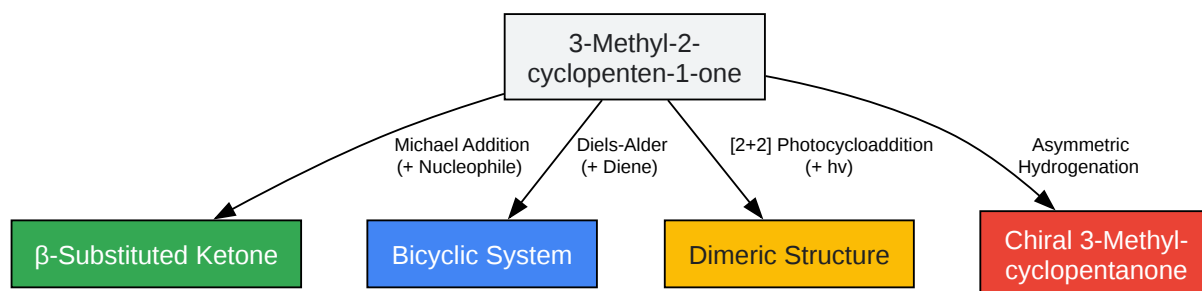 3-Methyl-2-
cyclopenten-1-one
Michael Addition
(+ Nucleophile)
Diels-Alder
(+ Diene)
[2+2] Photocycloaddition
(+ hv)
Asymmetric
Hydrogenation
β-Substituted Ketone
Bicyclic System
Dimeric Structure
Chiral 3-Methyl-
cyclopentanone